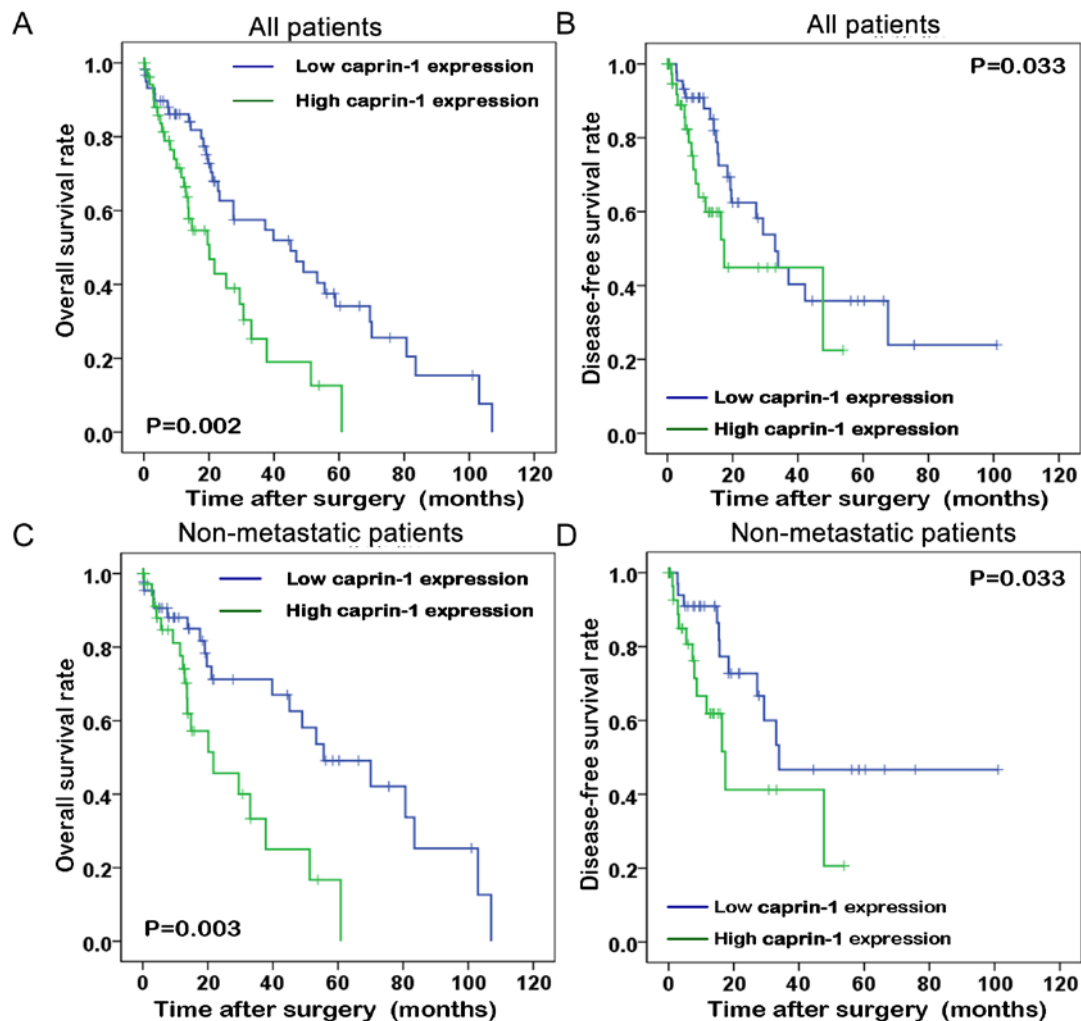 A
All patients
Overall survival rate
1.0
0.8
0.6
0.4
0.2
0.0
Low caprin-1 expression
High caprin-1 expression
P=0.002
0 20 40 60 80 100 120
Time after surgery (months)
B
All patients
Disease-free survival rate
1.0
0.8
0.6
0.4
0.2
0.0
P=0.033
Low caprin-1 expression
High caprin-1 expression
0 20 40 60 80 100 120
Time after surgery (months)
C
Non-metastatic patients
Overall survival rate
1.0
0.8
0.6
0.4
0.2
0.0
Low caprin-1 expression
High caprin-1 expression
P=0.003
0 20 40 60 80 100 120
Time after surgery (months)
D
Non-metastatic patients
Disease-free survival rate
1.0
0.8
0.6
0.4
0.2
0.0
P=0.033
Low caprin-1 expression
High caprin-1 expression
0 20 40 60 80 100 120
Time after surgery (months)